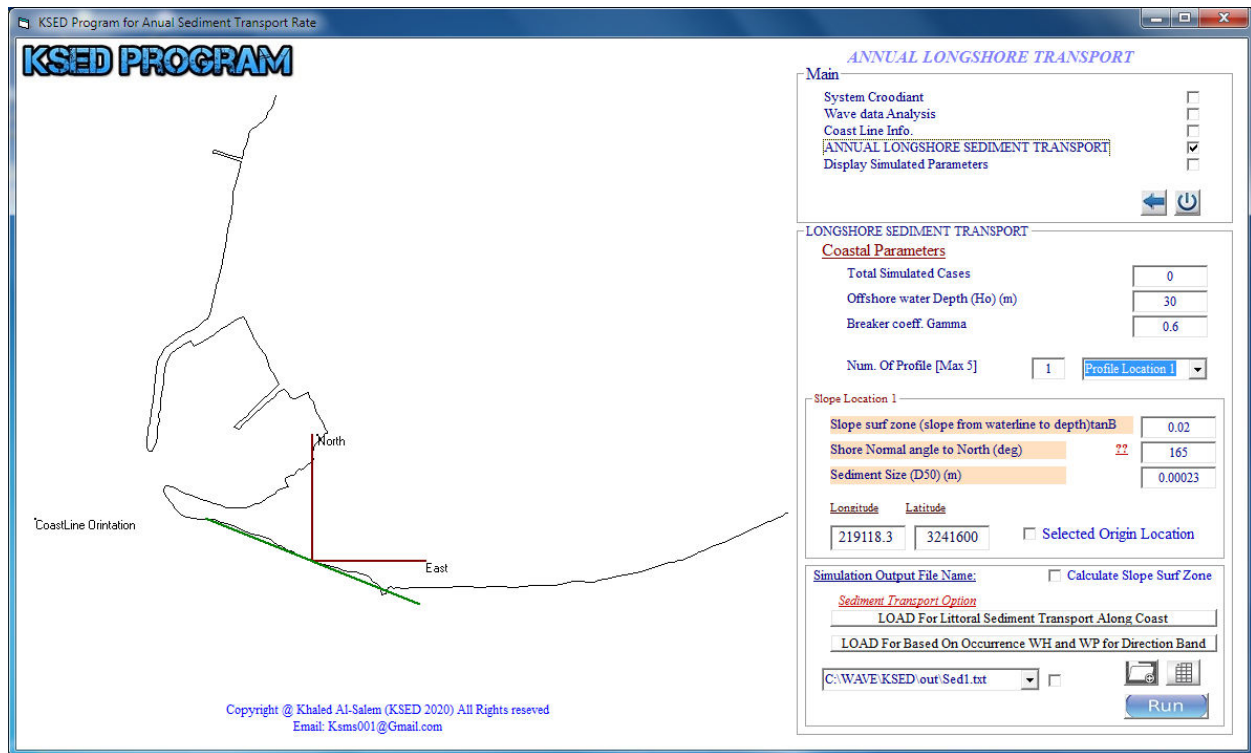 KSED Program for Anual Sediment Transport Rate
KSED PROGRAM
North
CoastLine Orintation
East
Copyright @ Khaled Al-Salem (KSED 2020) All Rights reseved
Email: Ksms001@Gmail.com
ANNUAL LONGSHORE TRANSPORT
Main
System Croodiant
Wave data Analysis
Coast Line Info.
ANNUAL LONGSHORE SEDIMENT TRANSPORT
Display Simulated Parameters
LONGSHORE SEDIMENT TRANSPORT
Coastal Parameters
Total Simulated Cases 0
Offshore water Depth (Ho) (m) 30
Breaker coeff. Gamma 0.6
Num. Of Profile [Max 5] 1 Profile Location 1
Slope Location 1
Slope surf zone (slope from waterline to depth)tanB 0.02
Shore Normal angle to North (deg) ?? 165
Sediment Size (D50) (m) 0.00023
Longitude Latitude
219118.3 3241600 Selected Origin Location
Simulation Output File Name: Calculate Slope Surf Zone
Sediment Transport Option
LOAD For Littoral Sediment Transport Along Coast
LOAD For Based On Occurrence WH and WP for Direction Band
C:\WAVE\KSED\out\Sed1.txt
Run